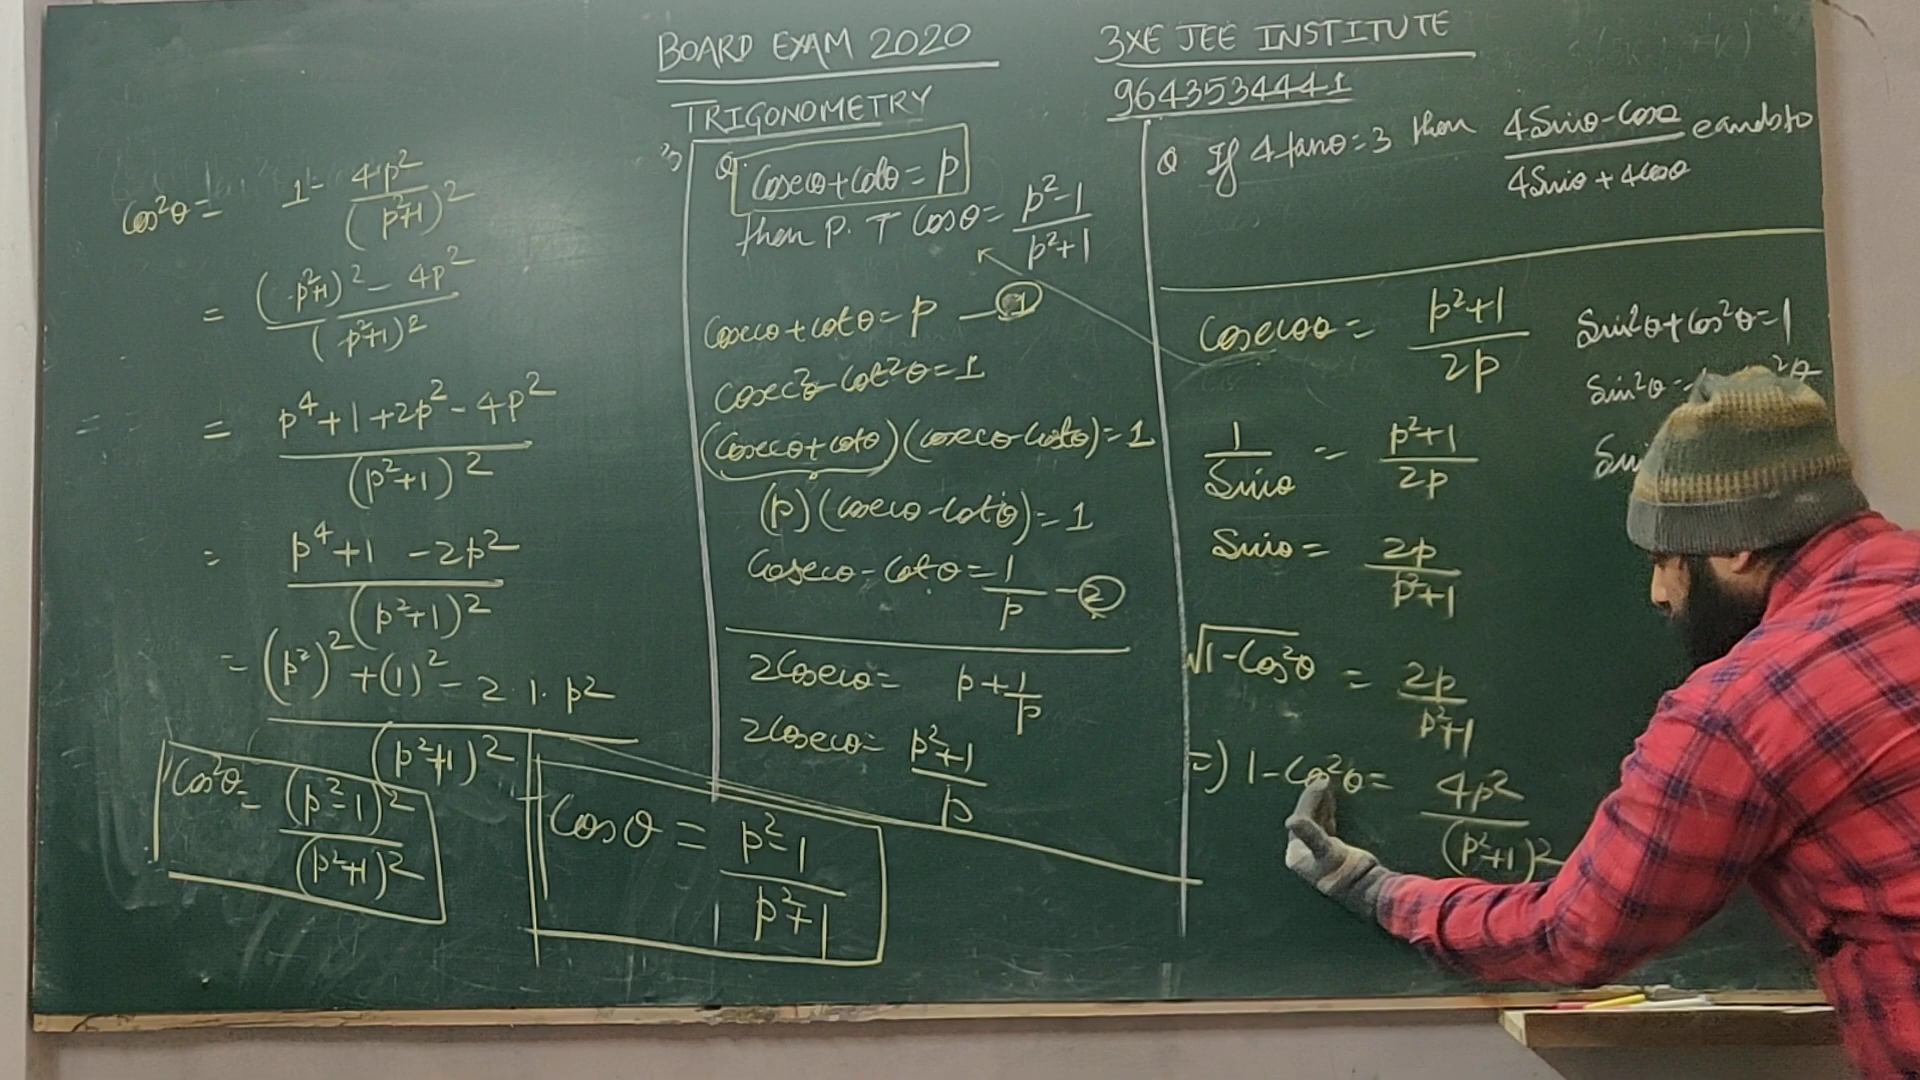 BOARD EXAM 2020
3XE JEE INSTITUTE
9643534441
TRIGONOMETRY
Q. Cosecθ+Cotθ=p
then P.T Cosθ= p²-1/p²+1
Cosecθ+cotθ=p —①
Cosec²θ-Cot²θ=1
(Cosecθ+cotθ)(cosecθ-Cotθ)=1
(p)(cosecθ-Cotθ)=1
Cosecθ-Cotθ=1/p —②
2Cosecθ= p+1/p
2Cosecθ= p²+1/p
Q If 4tanθ=3 then 4Sinθ-Cosθ/4Sinθ+4cosθ
Cosecθ= p²+1/2p
1/Sinθ = p²+1/2p
Sinθ= 2p/p²+1
√1-Cos²θ = 2p/p²+1
=) 1-Cos²θ= 4p²/(p²+1)²
Sin²θ+Cos²θ=1
Sin²θ=
Cos²θ= 1- 4p²/(p²+1)²
= (p²+1)²-4p²/(p²+1)²
= p⁴+1+2p²-4p²/(p²+1)²
= p⁴+1 -2p²/(p²+1)²
= (p²)²+(1)²-2.1.p²/(p²+1)²
Cos²θ= (p²-1)²/(p²+1)²
Cosθ = p²-1/p²+1